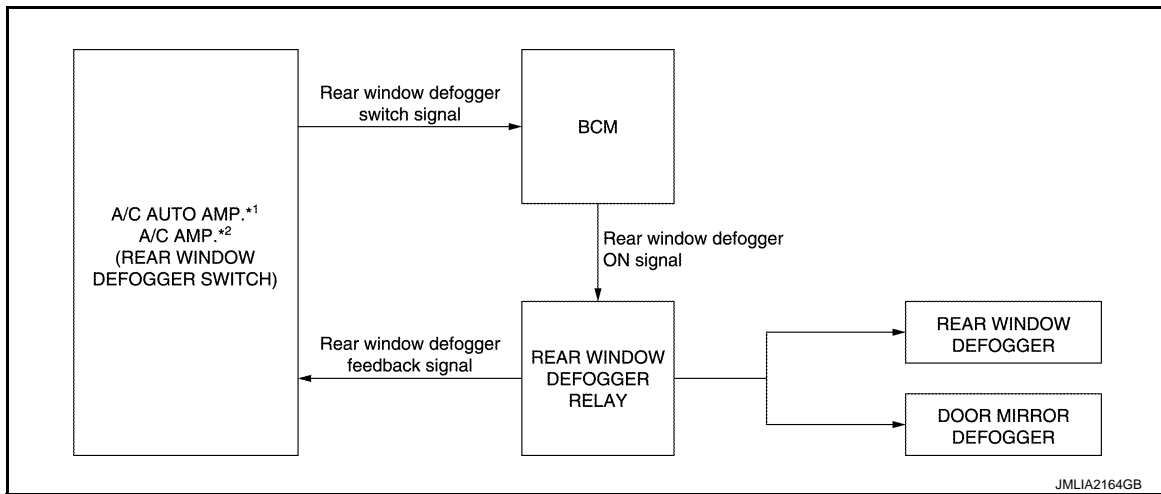 Rear window defogger
switch signal
BCM
A/C AUTO AMP.*1
A/C AMP.*2
(REAR WINDOW
DEFOGGER SWITCH)
Rear window defogger
ON signal
Rear window defogger
feedback signal
REAR WINDOW
DEFOGGER
RELAY
REAR WINDOW
DEFOGGER
DOOR MIRROR
DEFOGGER
JMLIA2164GB